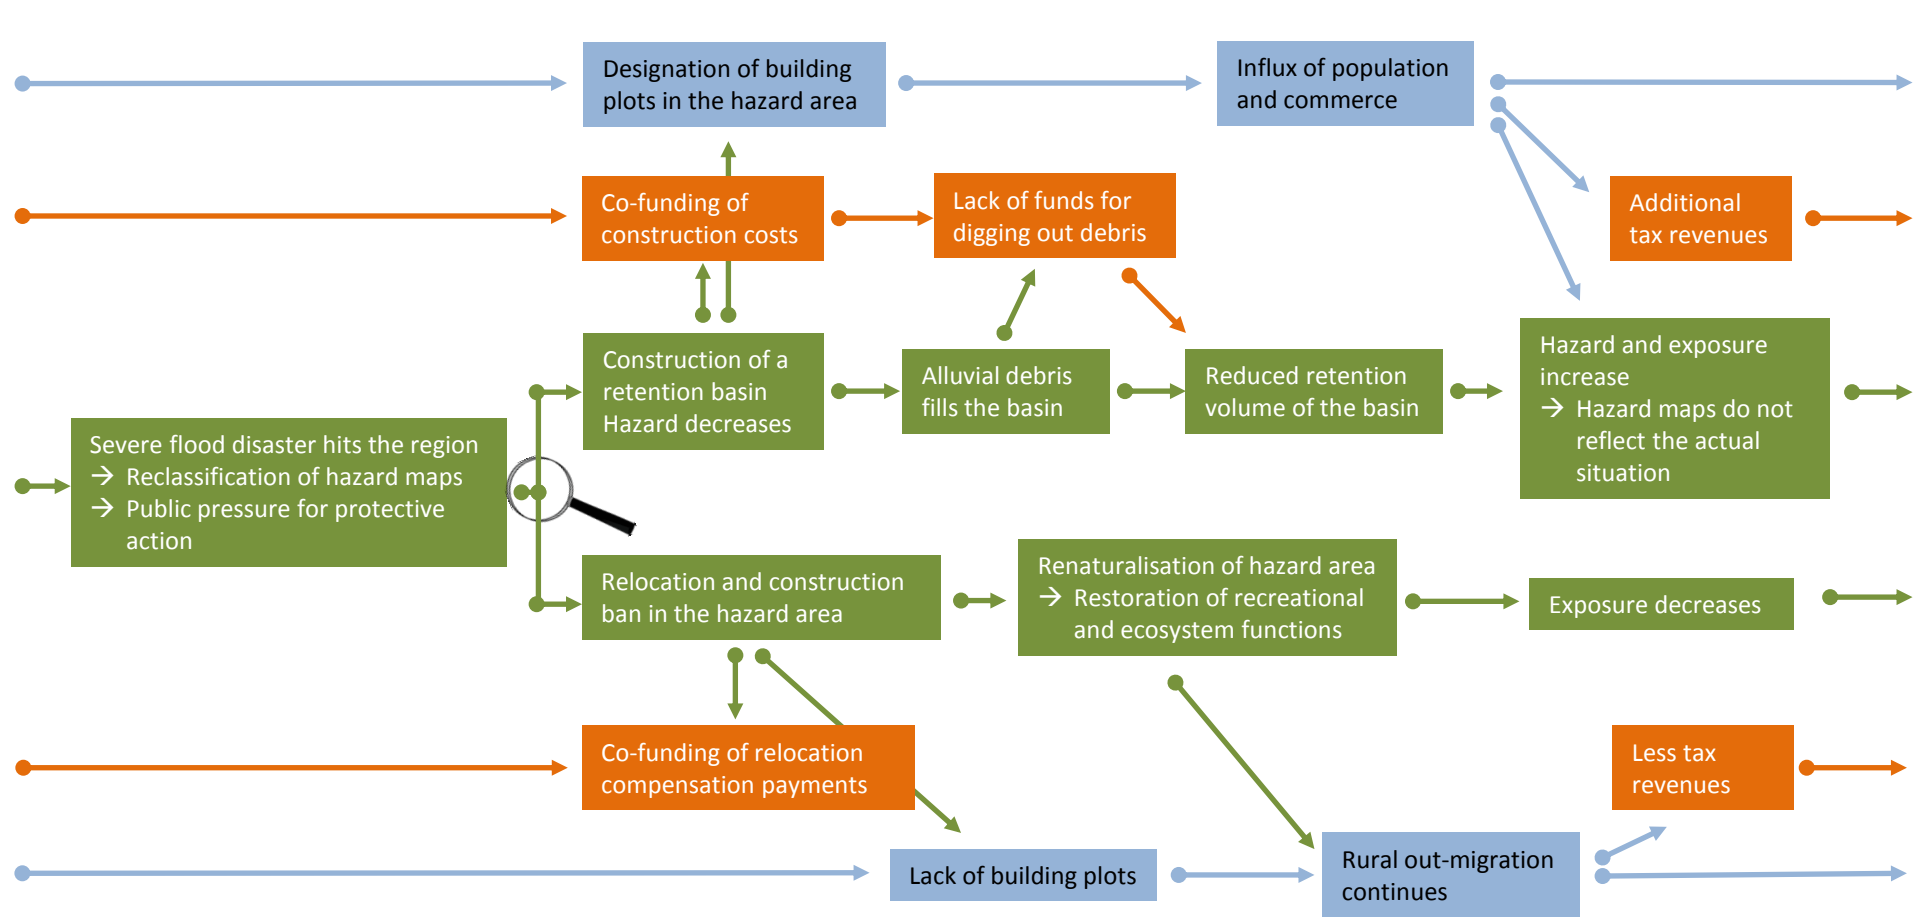 Designation of building
plots in the hazard area
Influx of population
and commerce
Co-funding of
construction costs
Lack of funds for
digging out debris
Additional
tax revenues
Construction of a
retention basin
Hazard decreases
Alluvial debris
fills the basin
Reduced retention
volume of the basin
Hazard and exposure
increase
→ Hazard maps do not
reflect the actual
situation
Severe flood disaster hits the region
→ Reclassification of hazard maps
→ Public pressure for protective
action
Relocation and construction
ban in the hazard area
Renaturalisation of hazard area
→ Restoration of recreational
and ecosystem functions
Exposure decreases
Co-funding of relocation
compensation payments
Less tax
revenues
Lack of building plots
Rural out-migration
continues